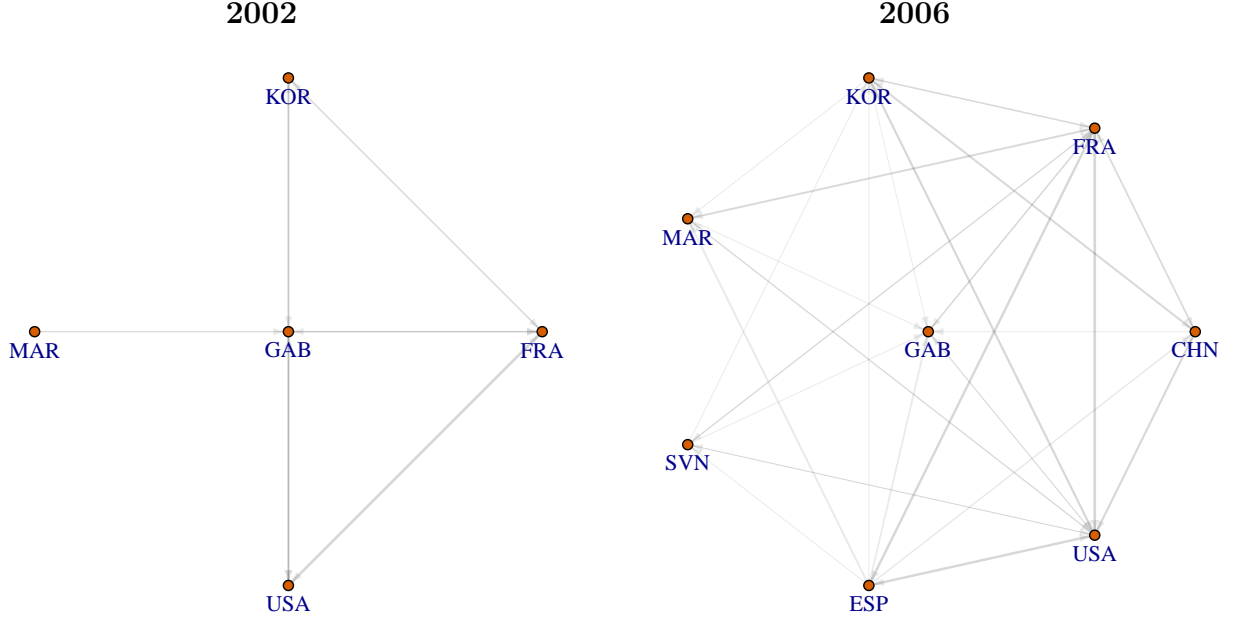 2002
2006
KOR
MAR
GAB
FRA
USA
KOR
FRA
MAR
GAB
CHN
SVN
USA
ESP